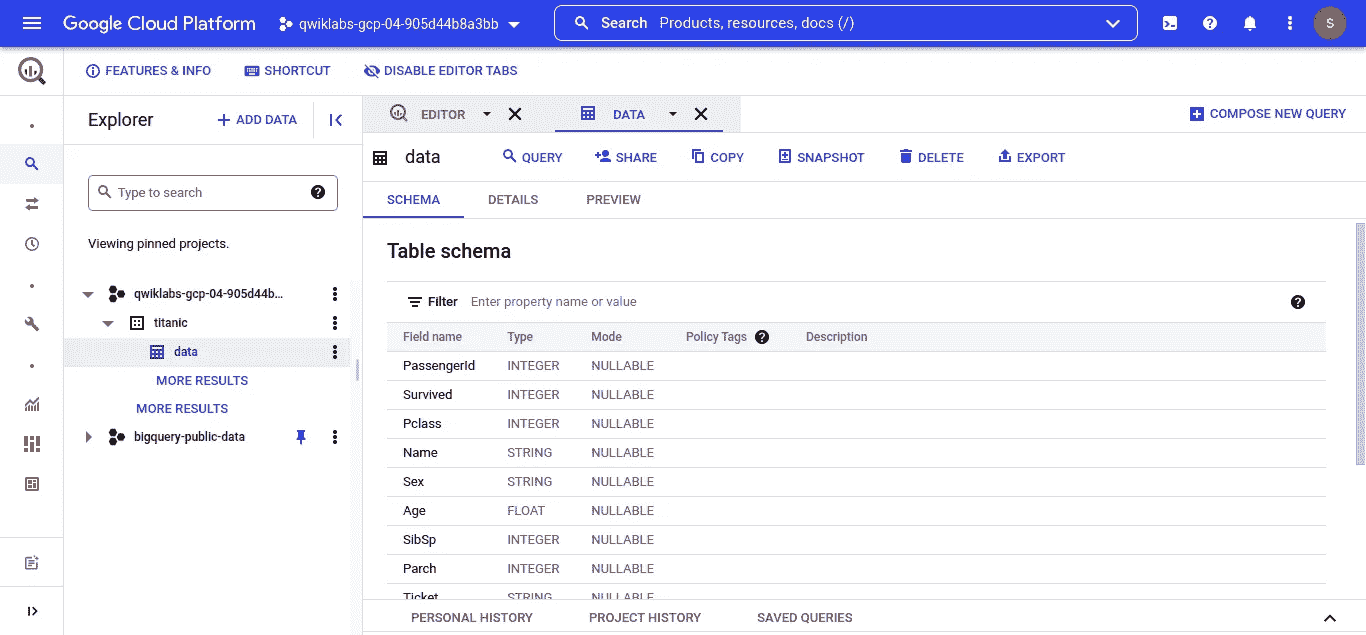 Google Cloud Platform qwiklabs-gcp-04-905d44b8a3bb Search Products, resources, docs (/) S
FEATURES & INFO SHORTCUT DISABLE EDITOR TABS
Explorer + ADD DATA
EDITOR DATA COMPOSE NEW QUERY
data QUERY SHARE COPY SNAPSHOT DELETE EXPORT
Type to search
SCHEMA DETAILS PREVIEW
Viewing pinned projects.
qwiklabs-gcp-04-905d44b...
titanic
data
MORE RESULTS
MORE RESULTS
bigquery-public-data
Table schema
Filter Enter property name or value
Field name Type Mode Policy Tags Description
PassengerId INTEGER NULLABLE
Survived INTEGER NULLABLE
Pclass INTEGER NULLABLE
Name STRING NULLABLE
Sex STRING NULLABLE
Age FLOAT NULLABLE
SibSp INTEGER NULLABLE
Parch INTEGER NULLABLE
Ticket STRING NULLABLE
PERSONAL HISTORY PROJECT HISTORY SAVED QUERIES